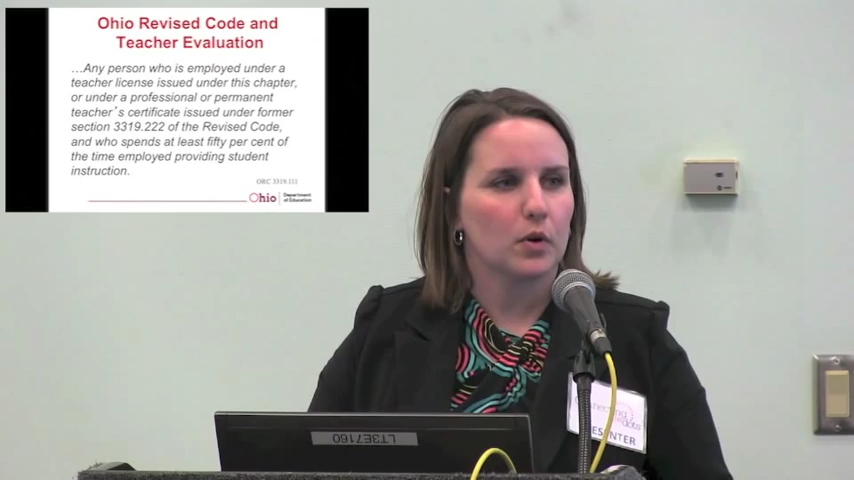 Ohio Revised Code and
Teacher Evaluation
…Any person who is employed under a
teacher license issued under this chapter,
or under a professional or permanent
teacher's certificate issued under former
section 3319.222 of the Revised Code,
and who spends at least fifty per cent of
the time employed providing student
instruction.
ORC 3319.111
Ohio
Department
of Education
LT3E7160
dots